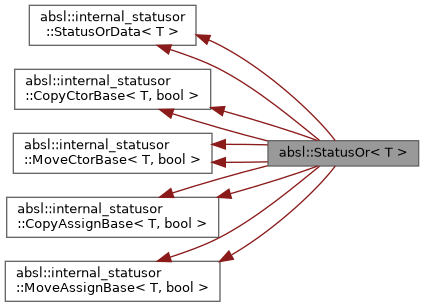 absl::internal_statusor
::StatusOrData< T >
absl::internal_statusor
::CopyCtorBase< T, bool >
absl::internal_statusor
::MoveCtorBase< T, bool >
absl::StatusOr< T >
absl::internal_statusor
::CopyAssignBase< T, bool >
absl::internal_statusor
::MoveAssignBase< T, bool >